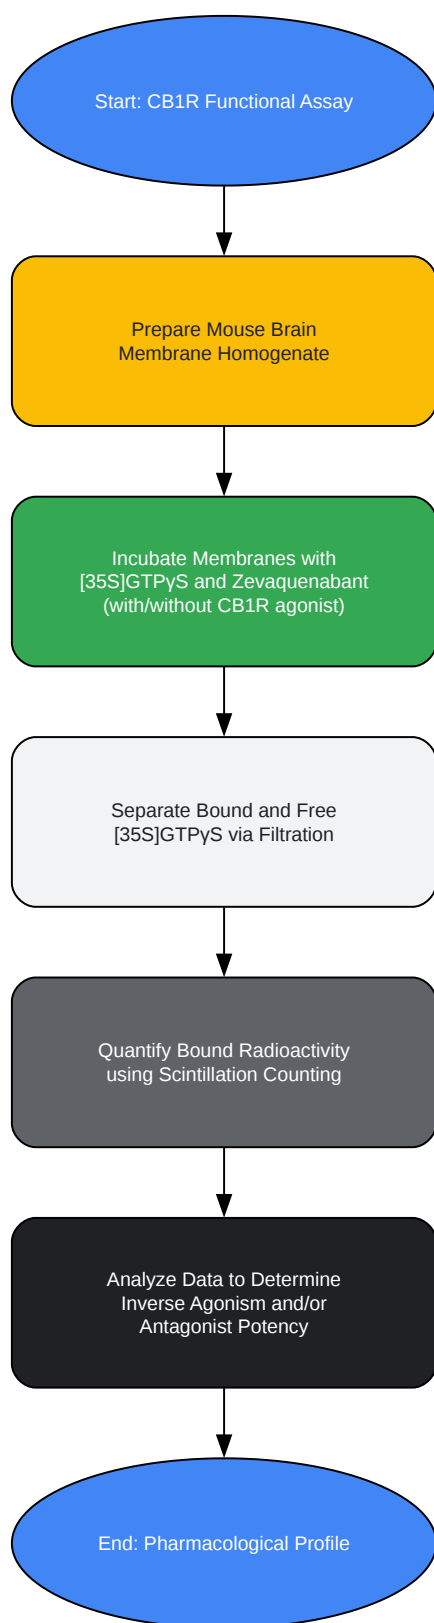 Start: CB1R Functional Assay
Prepare Mouse Brain
Membrane Homogenate
Incubate Membranes with
[35S]GTPγS and Zevaquenabant
(with/without CB1R agonist)
Separate Bound and Free
[35S]GTPγS via Filtration
Quantify Bound Radioactivity
using Scintillation Counting
Analyze Data to Determine
Inverse Agonism and/or
Antagonist Potency
End: Pharmacological Profile